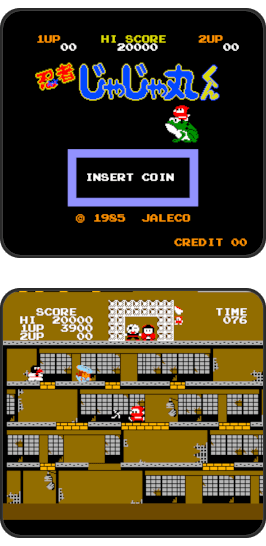 1UP HI SCORE 2UP
00 20000 00
忍者じゃじゃ丸くん
INSERT COIN
© 1985 JALECO
CREDIT 00
SCORE
HI 20000
1UP 3900
2UP 00
TIME
076